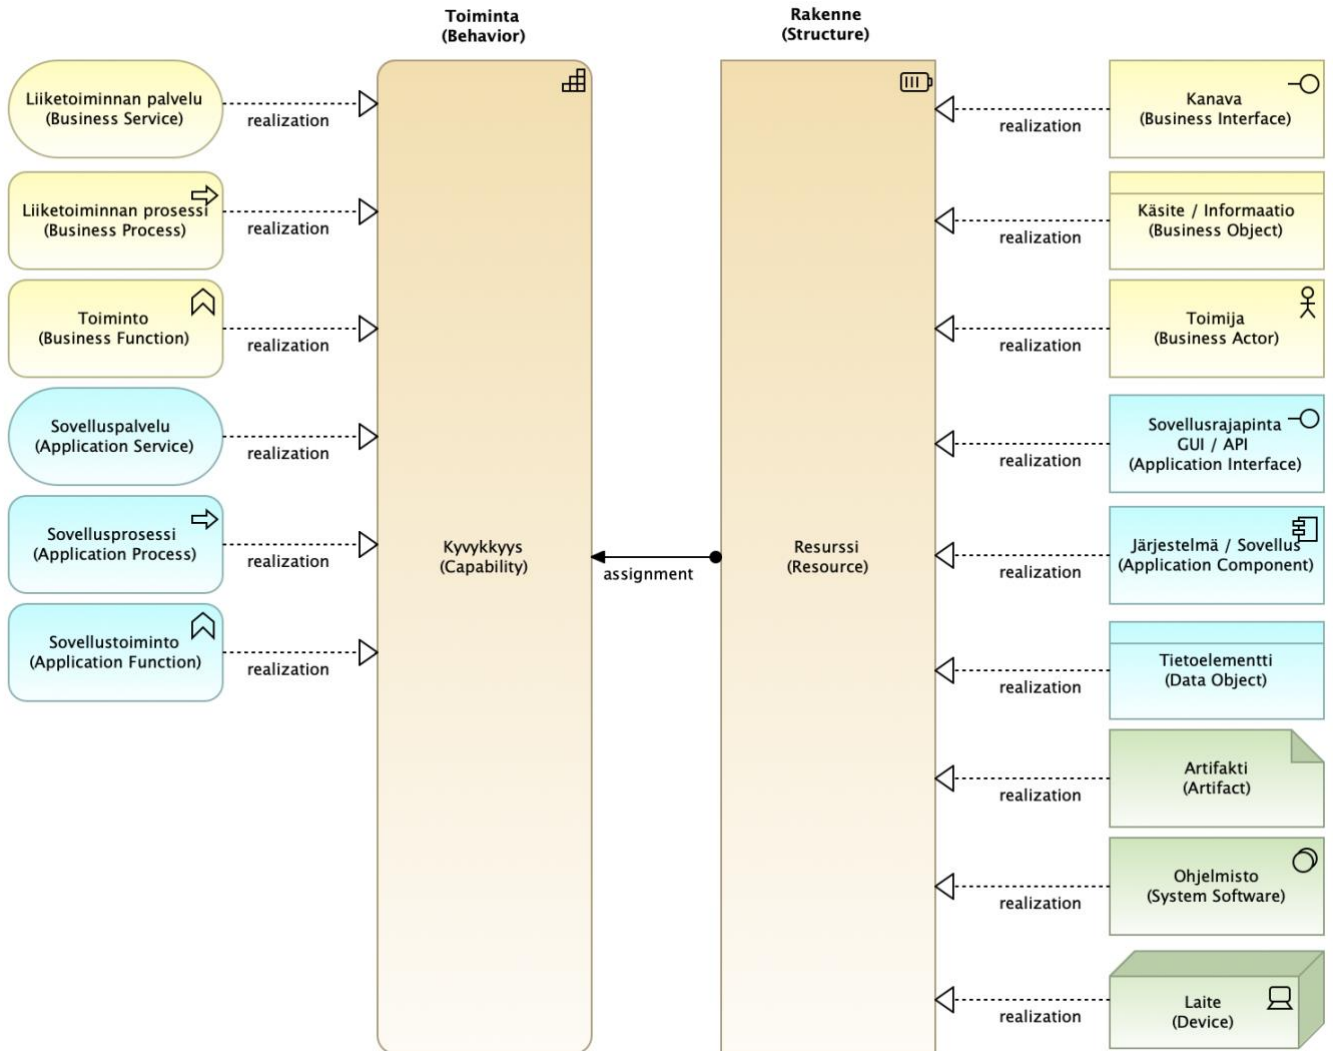 Toiminta
(Behavior)
Rakenne
(Structure)
Liiketoiminnan palvelu
(Business Service)
realization
Liiketoiminnan prosessi
(Business Process)
realization
Toiminto
(Business Function)
realization
Sovelluspalvelu
(Application Service)
realization
Sovellusprosessi
(Application Process)
realization
Sovellustoiminto
(Application Function)
realization
Kyvykkyys
(Capability)
assignment
Resurssi
(Resource)
realization
Kanava
(Business Interface)
realization
Käsite / Informaatio
(Business Object)
realization
Toimija
(Business Actor)
realization
Sovellusrajapinta
GUI / API
(Application Interface)
realization
Järjestelmä / Sovellus
(Application Component)
realization
Tietoelementti
(Data Object)
realization
Artifakti
(Artifact)
realization
Ohjelmisto
(System Software)
realization
Laite
(Device)